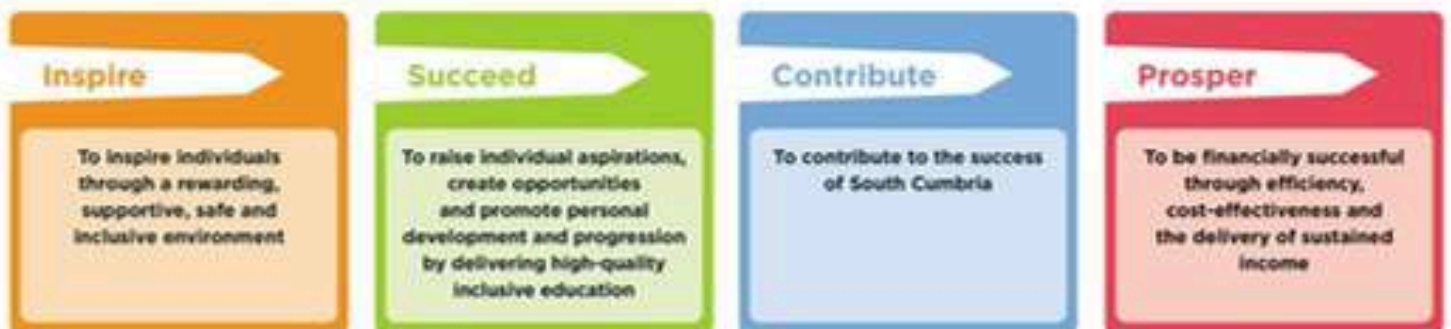 Inspire
To inspire individuals
through a rewarding,
supportive, safe and
inclusive environment
Succeed
To raise individual aspirations,
create opportunities
and promote personal
development and progression
by delivering high-quality
inclusive education
Contribute
To contribute to the success
of South Cumbria
Prosper
To be financially successful
through efficiency,
cost-effectiveness and
the delivery of sustained
income